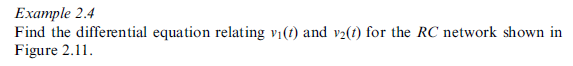 Example 2.4
Find the differential equation relating v₁(t) and v₂(t) for the RC network shown in
Figure 2.11.